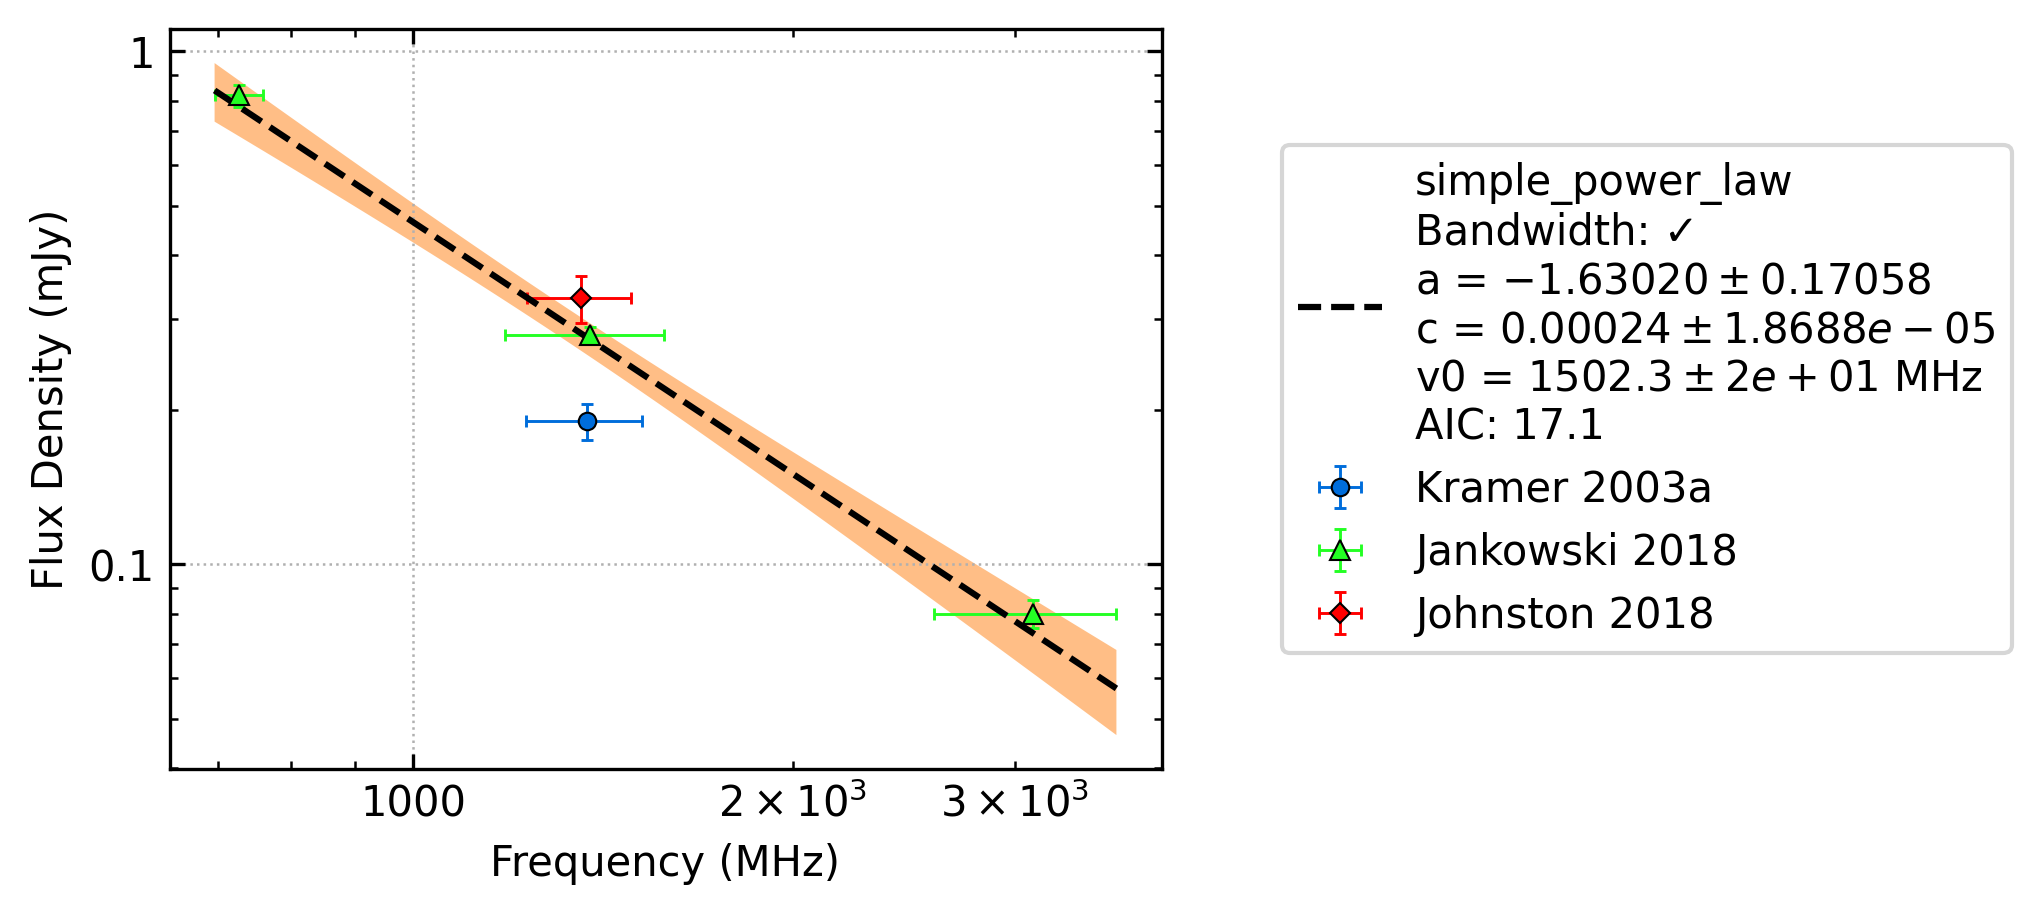 1
0.1
Flux Density (mJy)
1000
2 × 10³
3 × 10³
Frequency (MHz)
simple_power_law
Bandwidth: ✓
a = −1.63020 ± 0.17058
c = 0.00024 ± 1.8688e − 05
v0 = 1502.3 ± 2e + 01 MHz
AIC: 17.1
Kramer 2003a
Jankowski 2018
Johnston 2018